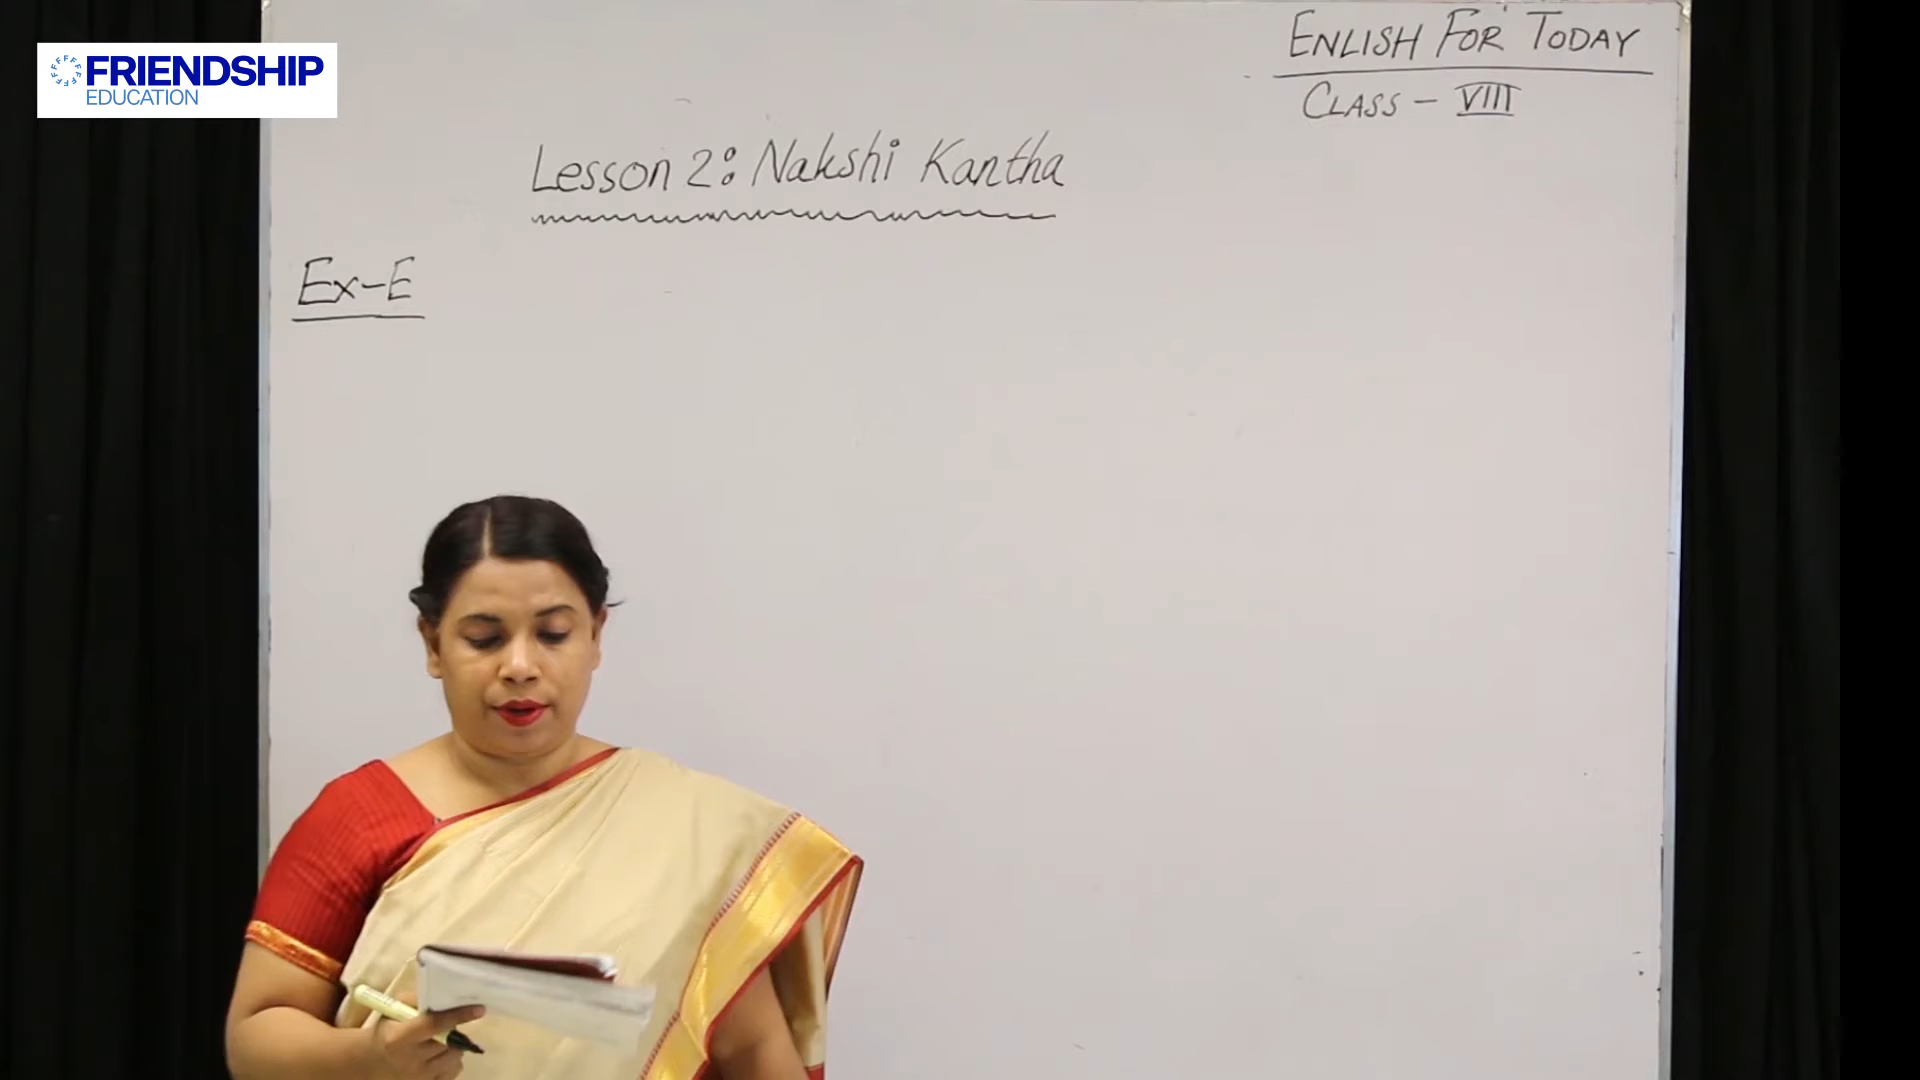 FRIENDSHIP
EDUCATION
ENLISH FOR TODAY
CLASS - VIII
Lesson 2: Nakshi Kantha
Ex-E